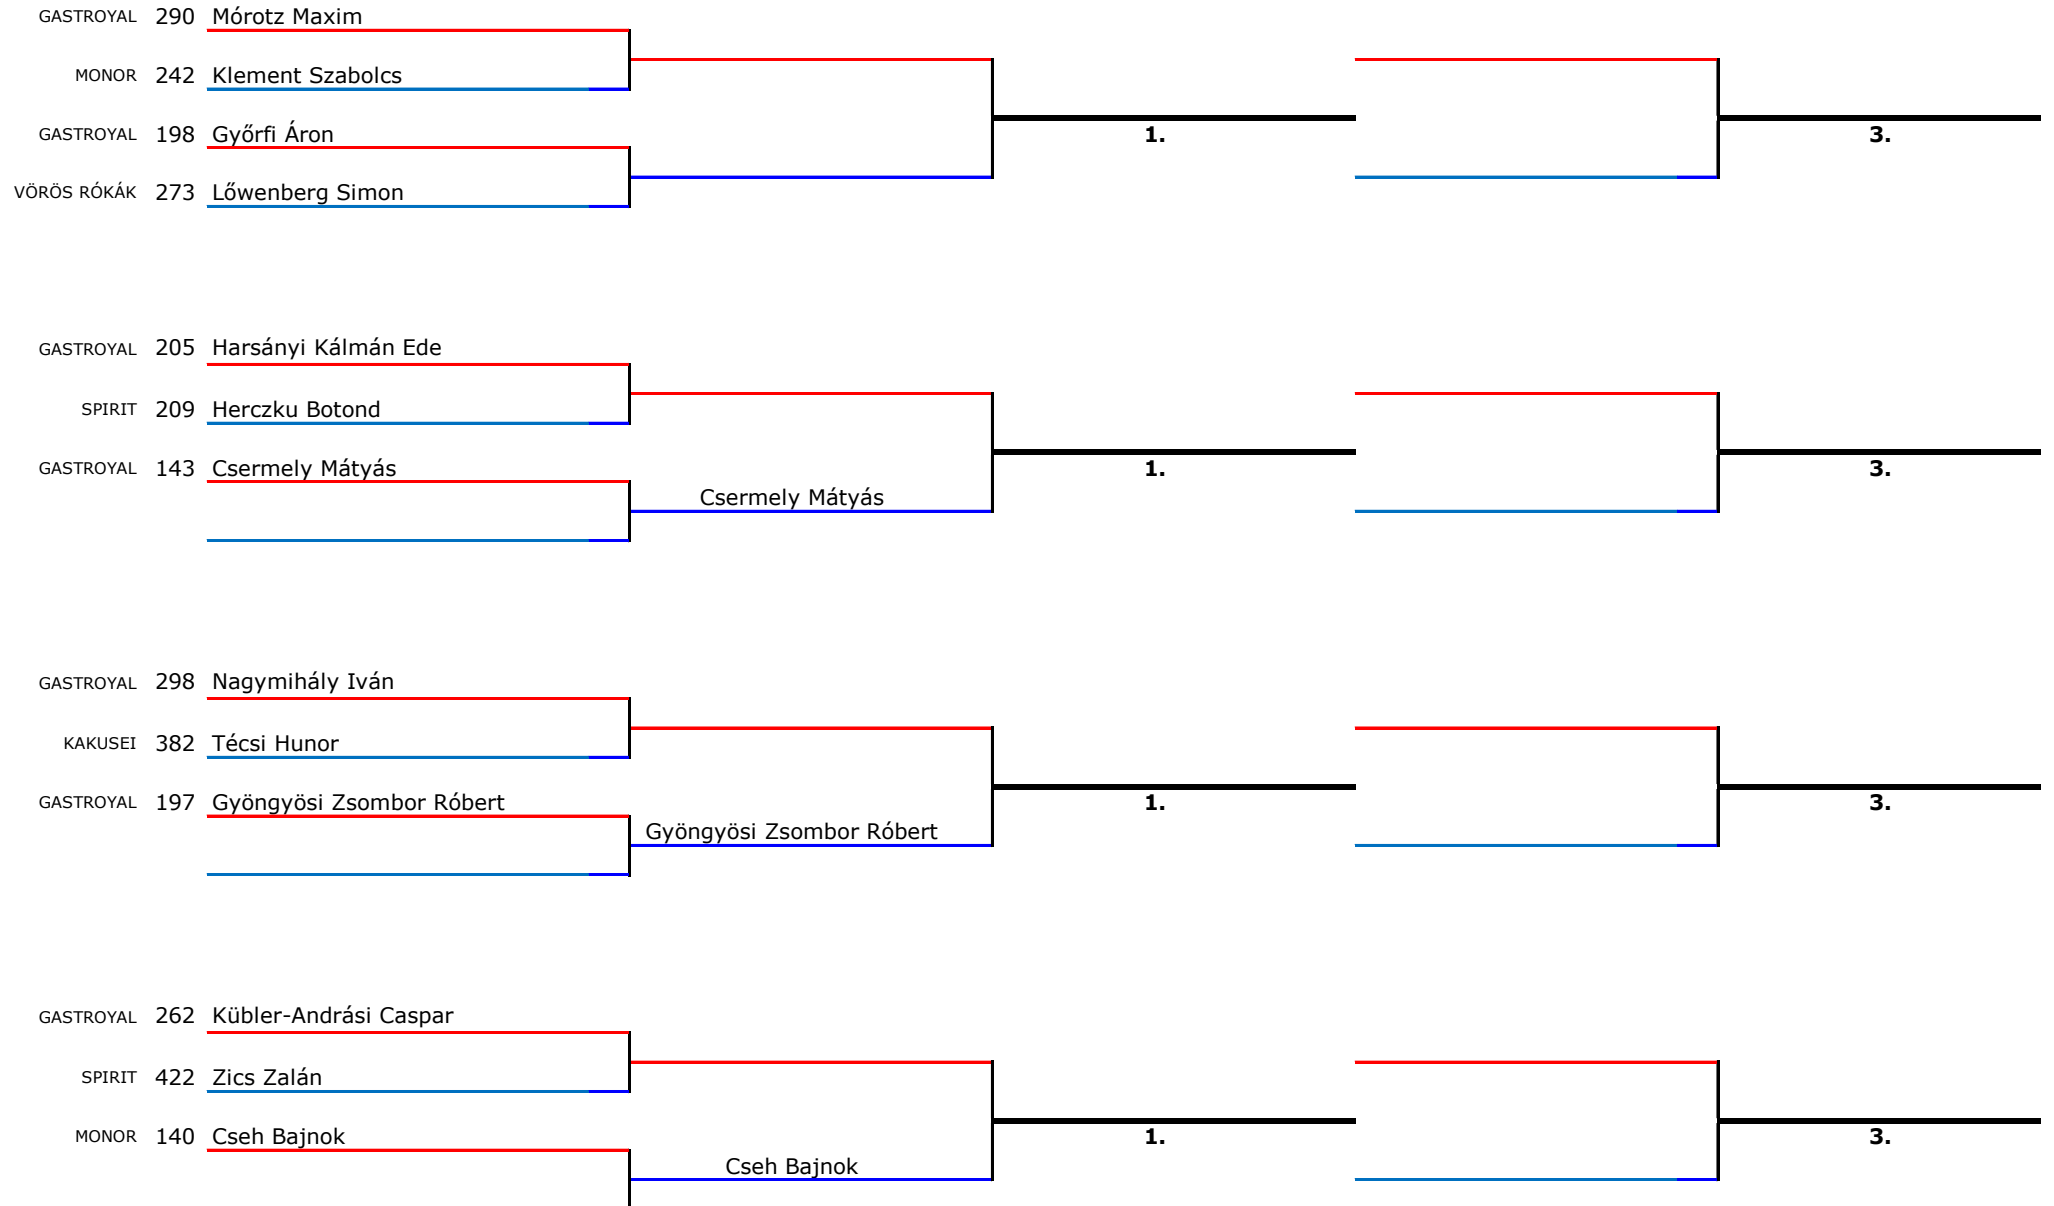 GASTROYAL 290 Mórotz Maxim
MONOR 242 Klement Szabolcs
GASTROYAL 198 Győrfi Áron 1. 3.
VÖRÖS RÓKÁK 273 Lőwenberg Simon
GASTROYAL 205 Harsányi Kálmán Ede
SPIRIT 209 Herczku Botond
GASTROYAL 143 Csermely Mátyás 1. 3.
Csermely Mátyás
GASTROYAL 298 Nagymihály Iván
KAKUSEI 382 Técsi Hunor
GASTROYAL 197 Gyöngyösi Zsombor Róbert 1. 3.
Gyöngyösi Zsombor Róbert
GASTROYAL 262 Kübler-Andrási Caspar
SPIRIT 422 Zics Zalán
MONOR 140 Cseh Bajnok 1. 3.
Cseh Bajnok